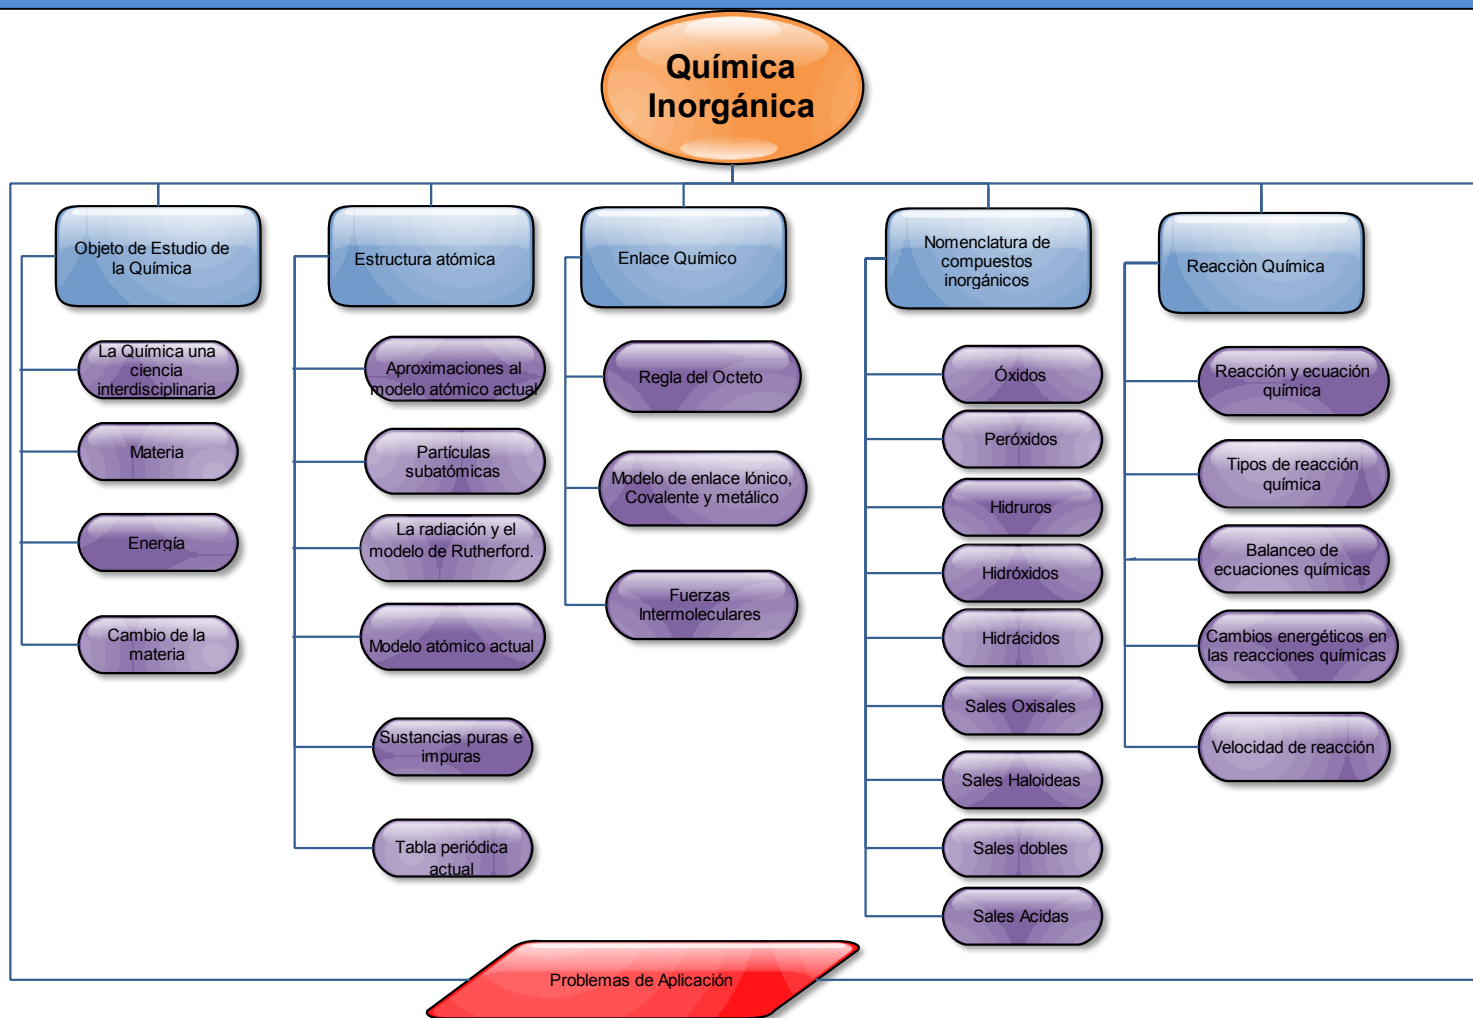 Química
Inorgánica
Objeto de Estudio de
la Química
La Química una
ciencia
interdisciplinaria
Materia
Energía
Cambio de la
materia
Estructura atómica
Aproximaciones al
modelo atómico actual
Partículas
subatómicas
La radiación y el
modelo de Rutherford.
Modelo atómico actual
Sustancias puras e
impuras
Tabla periódica
actual
Enlace Químico
Regla del Octeto
Modelo de enlace Iónico,
Covalente y metálico
Fuerzas
Intermoleculares
Nomenclatura de
compuestos
inorgánicos
Óxidos
Peróxidos
Hidruros
Hidróxidos
Hidrácidos
Sales Oxisales
Sales Haloideas
Sales dobles
Sales Acidas
Reacciòn Química
Reacción y ecuación
química
Tipos de reacción
química
Balanceo de
ecuaciones químicas
Cambios energéticos en
las reacciones químicas
Velocidad de reacción
Problemas de Aplicación